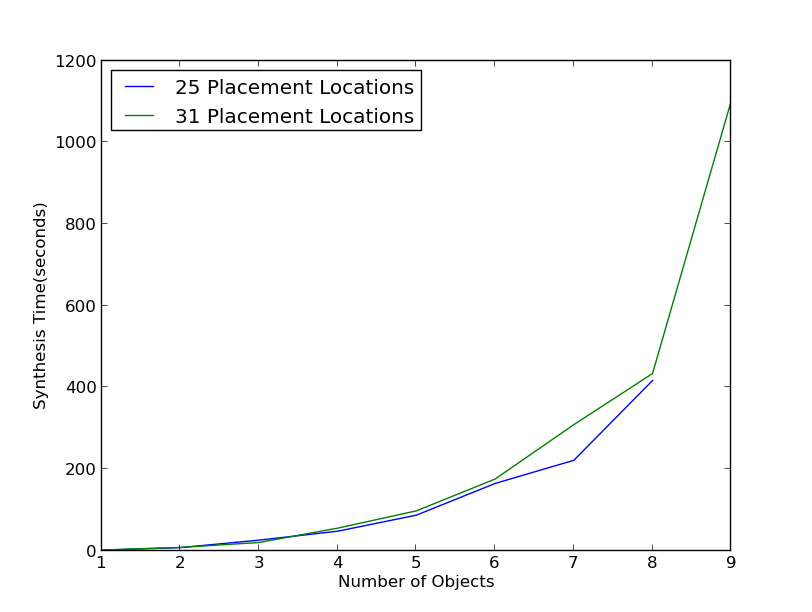 1200
1000
800
600
400
200
0
Synthesis Time(seconds)
25 Placement Locations
31 Placement Locations
1 2 3 4 5 6 7 8 9
Number of Objects